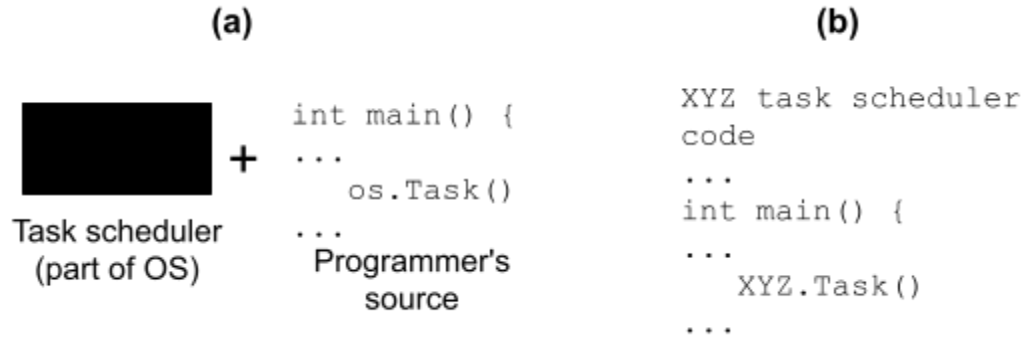 (a)
Task scheduler
(part of OS)
+
int main() {
...
os.Task()
...
Programmer's
source
(b)
XYZ task scheduler
code
...
int main() {
...
XYZ.Task()
...